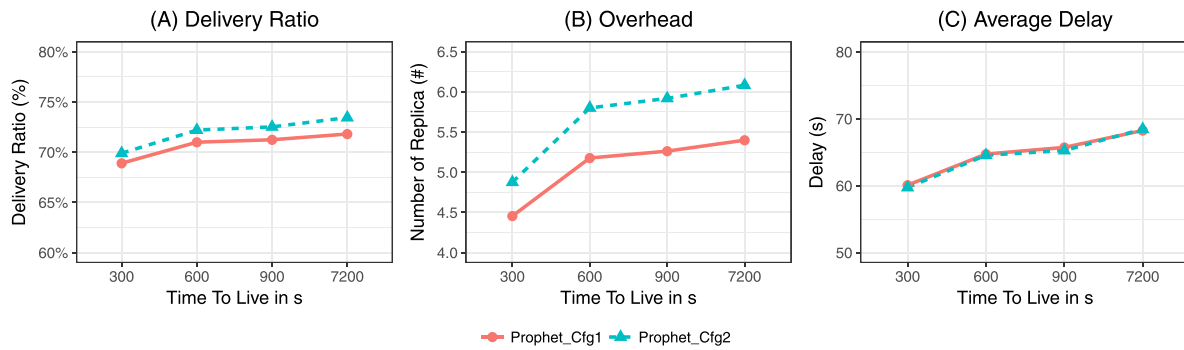 (A) Delivery Ratio
Delivery Ratio (%)
80%
75%
70%
65%
60%
300 600 900 7200
Time To Live in s
(B) Overhead
Number of Replica (#)
6.5
6.0
5.5
5.0
4.5
4.0
300 600 900 7200
Time To Live in s
(C) Average Delay
Delay (s)
80
70
60
50
300 600 900 7200
Time To Live in s
Prophet_Cfg1 Prophet_Cfg2